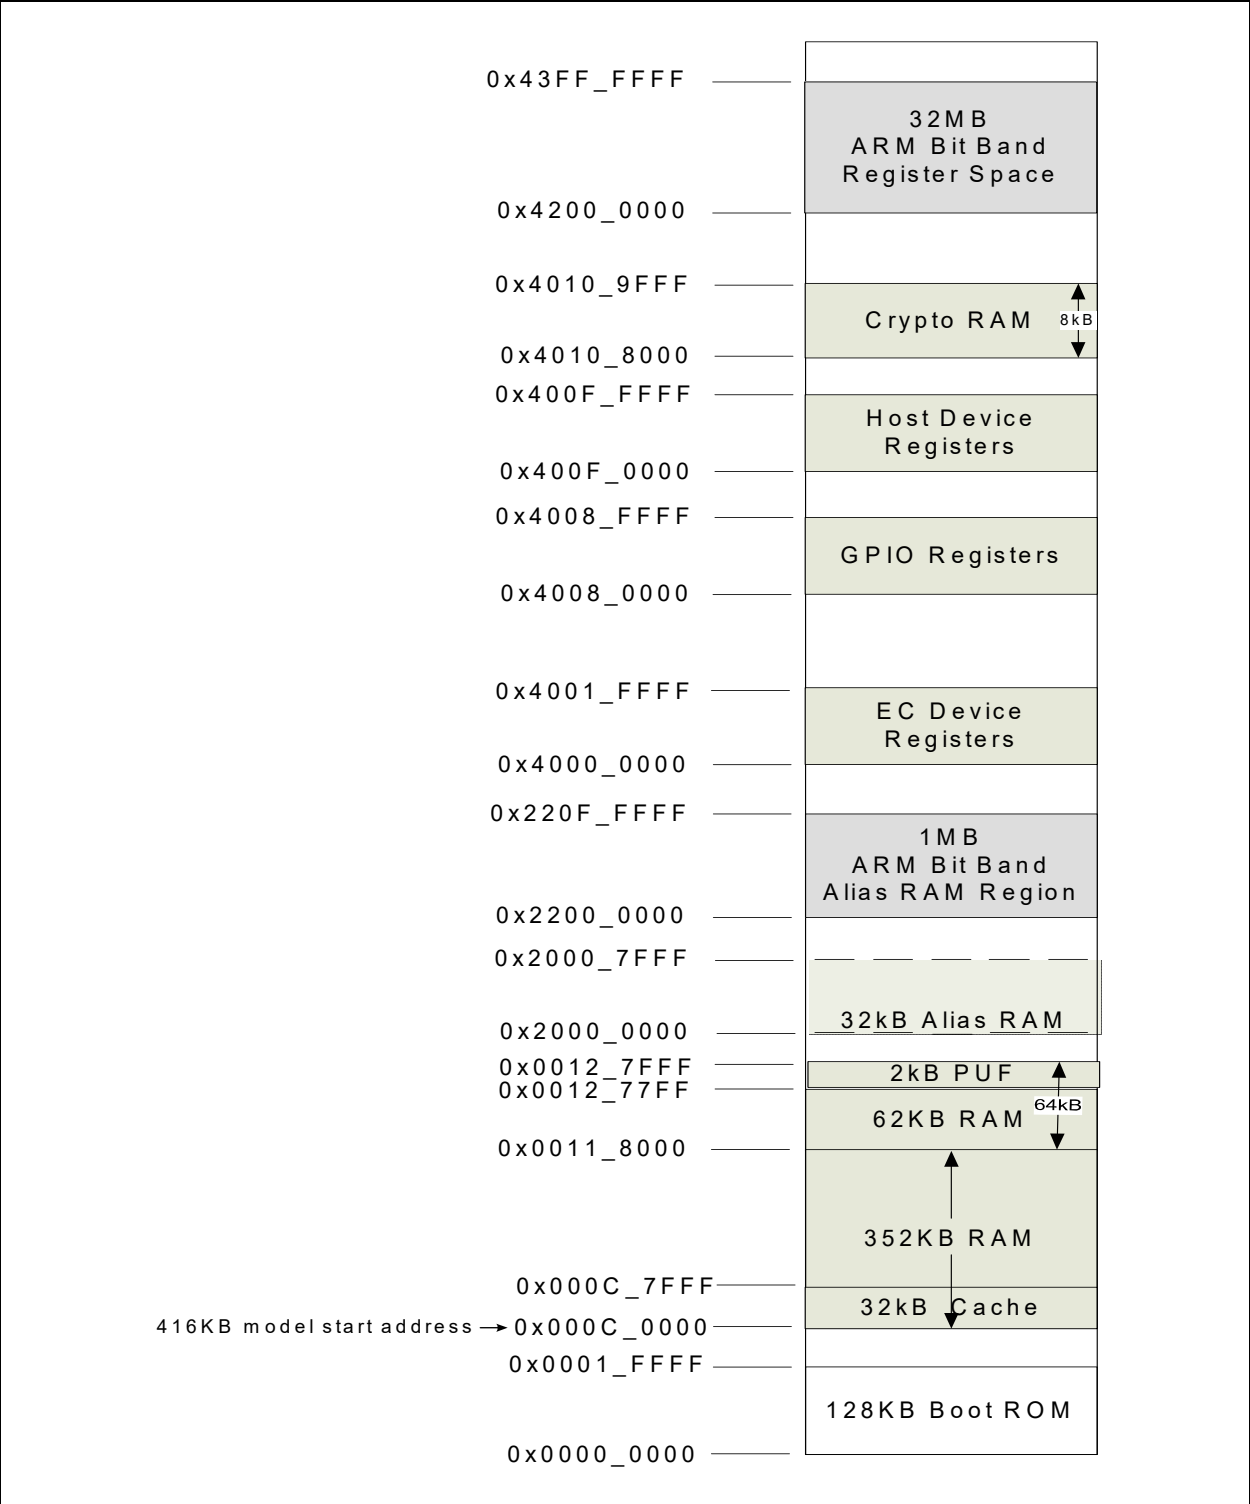 0x43FF_FFFF
32MB
ARM Bit Band
Register Space
0x4200_0000
0x4010_9FFF
Crypto RAM
8kB
0x4010_8000
0x400F_FFFF
Host Device
Registers
0x400F_0000
0x4008_FFFF
GPIO Registers
0x4008_0000
0x4001_FFFF
EC Device
Registers
0x4000_0000
0x220F_FFFF
1MB
ARM Bit Band
Alias RAM Region
0x2200_0000
0x2000_7FFF
32kB Alias RAM
0x2000_0000
0x0012_7FFF
2kB PUF
0x0012_77FF
64kB
62KB RAM
0x0011_8000
352KB RAM
0x000C_7FFF
32kB Cache
416KB model start address
0x000C_0000
0x0001_FFFF
128KB Boot ROM
0x0000_0000